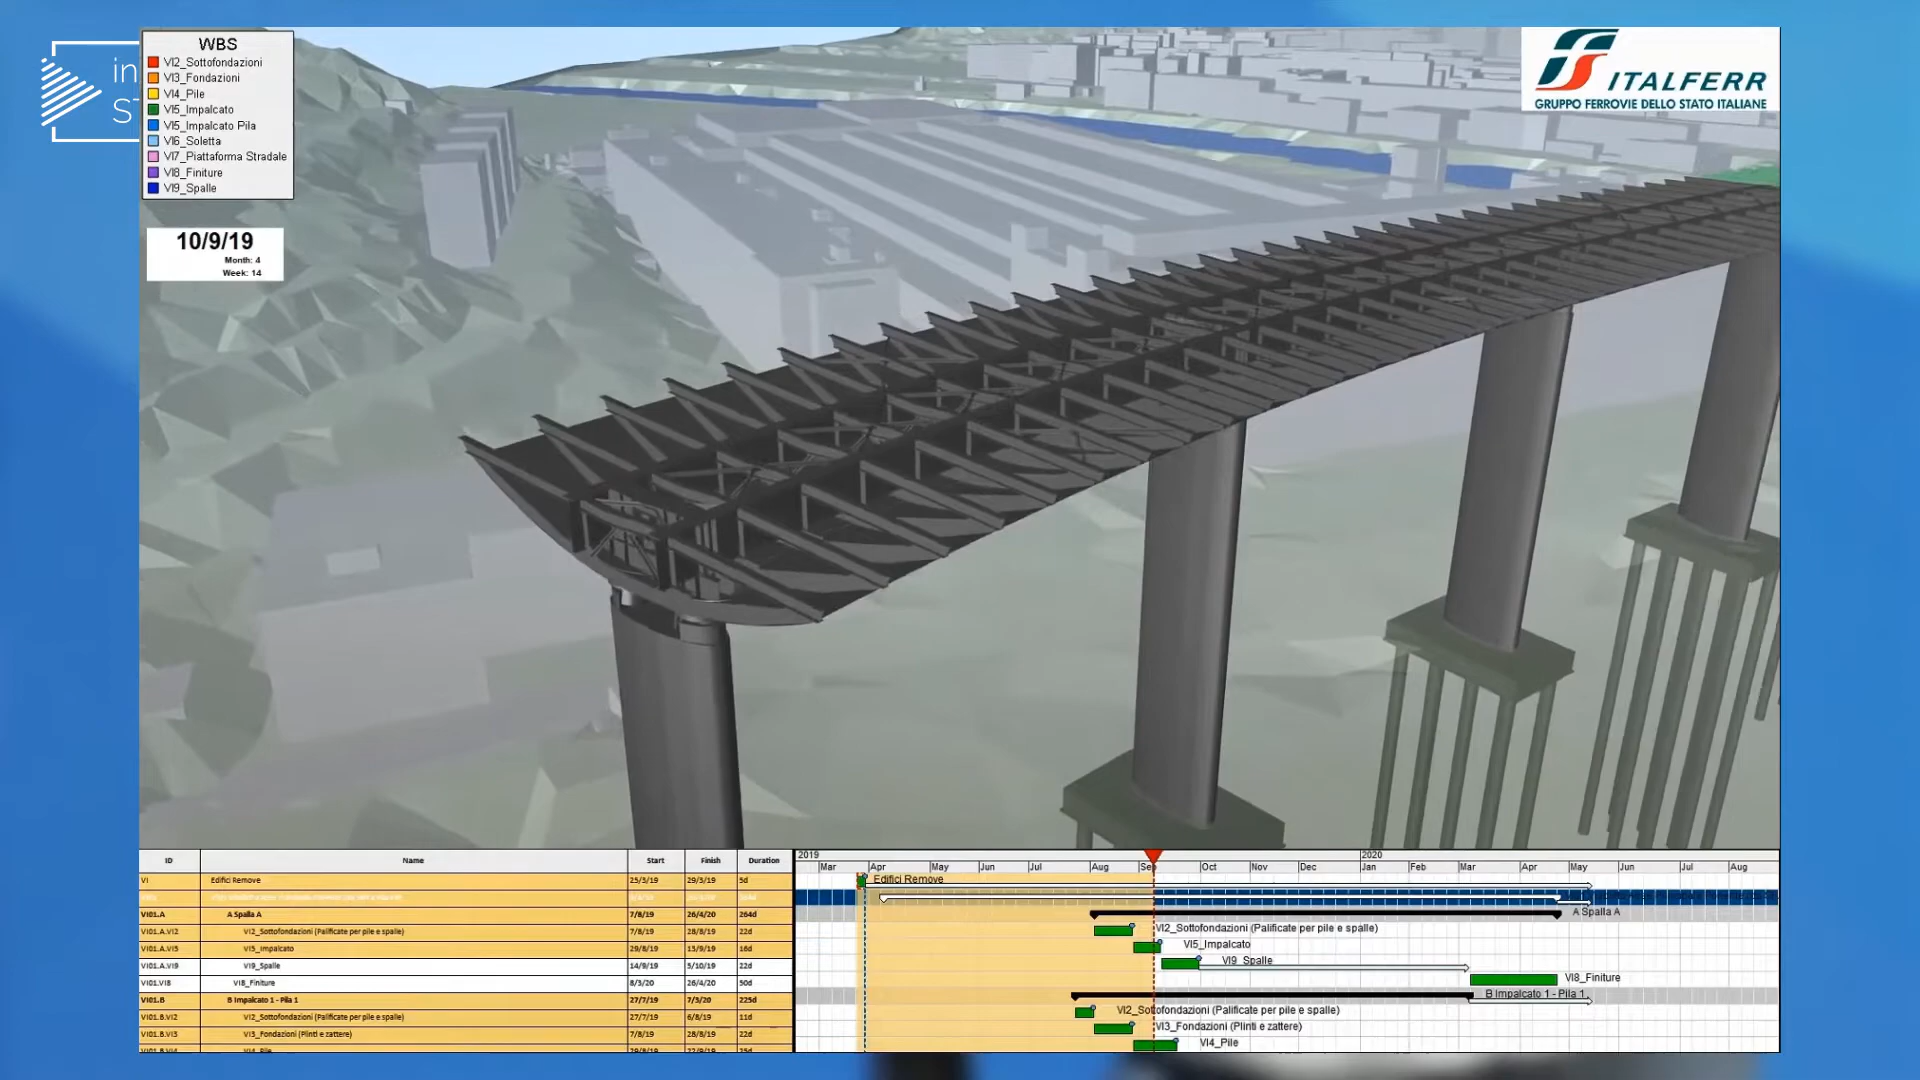 in
S
WBS
VI2_Sottofondazioni
VI3_Fondazioni
VI4_Pile
VI5_Impalcato
VI5_Impalcato Pila
VI6_Soletta
VI7_Piattaforma Stradale
VI8_Finiture
VI9_Spalle
10/9/19
Month: 4
Week: 14
ITALFERR
GRUPPO FERROVIE DELLO STATO ITALIANE
ID Name Start Finish Duration
VI Edifici Remove 25/3/19 29/3/19 5d
VI01.A A Spalla A 7/8/19 26/4/20 264d
VI01.A.VI2 VI2_Sottofondazioni (Palificate per pile e spalle) 7/8/19 28/8/19 22d
VI01.A.VI5 VI5_Impalcato 29/8/19 13/9/19 16d
VI01.A.VI9 VI9_Spalle 14/9/19 5/10/19 22d
VI01.VI8 VI8_Finiture 8/3/20 26/4/20 50d
VI01.B B Impalcato 1 - Pila 1 27/7/19 7/3/20 225d
VI01.B.VI2 VI2_Sottofondazioni (Palificate per pile e spalle) 27/7/19 6/8/19 11d
VI01.B.VI3 VI3_Fondazioni (Plinti e zattere) 7/8/19 28/8/19 22d
2019 2020
Mar Apr May Jun Jul Aug Sep Oct Nov Dec Jan Feb Mar Apr May Jun Jul Aug
Edifici Remove
A Spalla A
VI2_Sottofondazioni (Palificate per pile e spalle)
VI5_Impalcato
VI9_Spalle
VI8_Finiture
B Impalcato 1 - Pila 1
VI2_Sottofondazioni (Palificate per pile e spalle)
VI3_Fondazioni (Plinti e zattere)
VI4_Pile